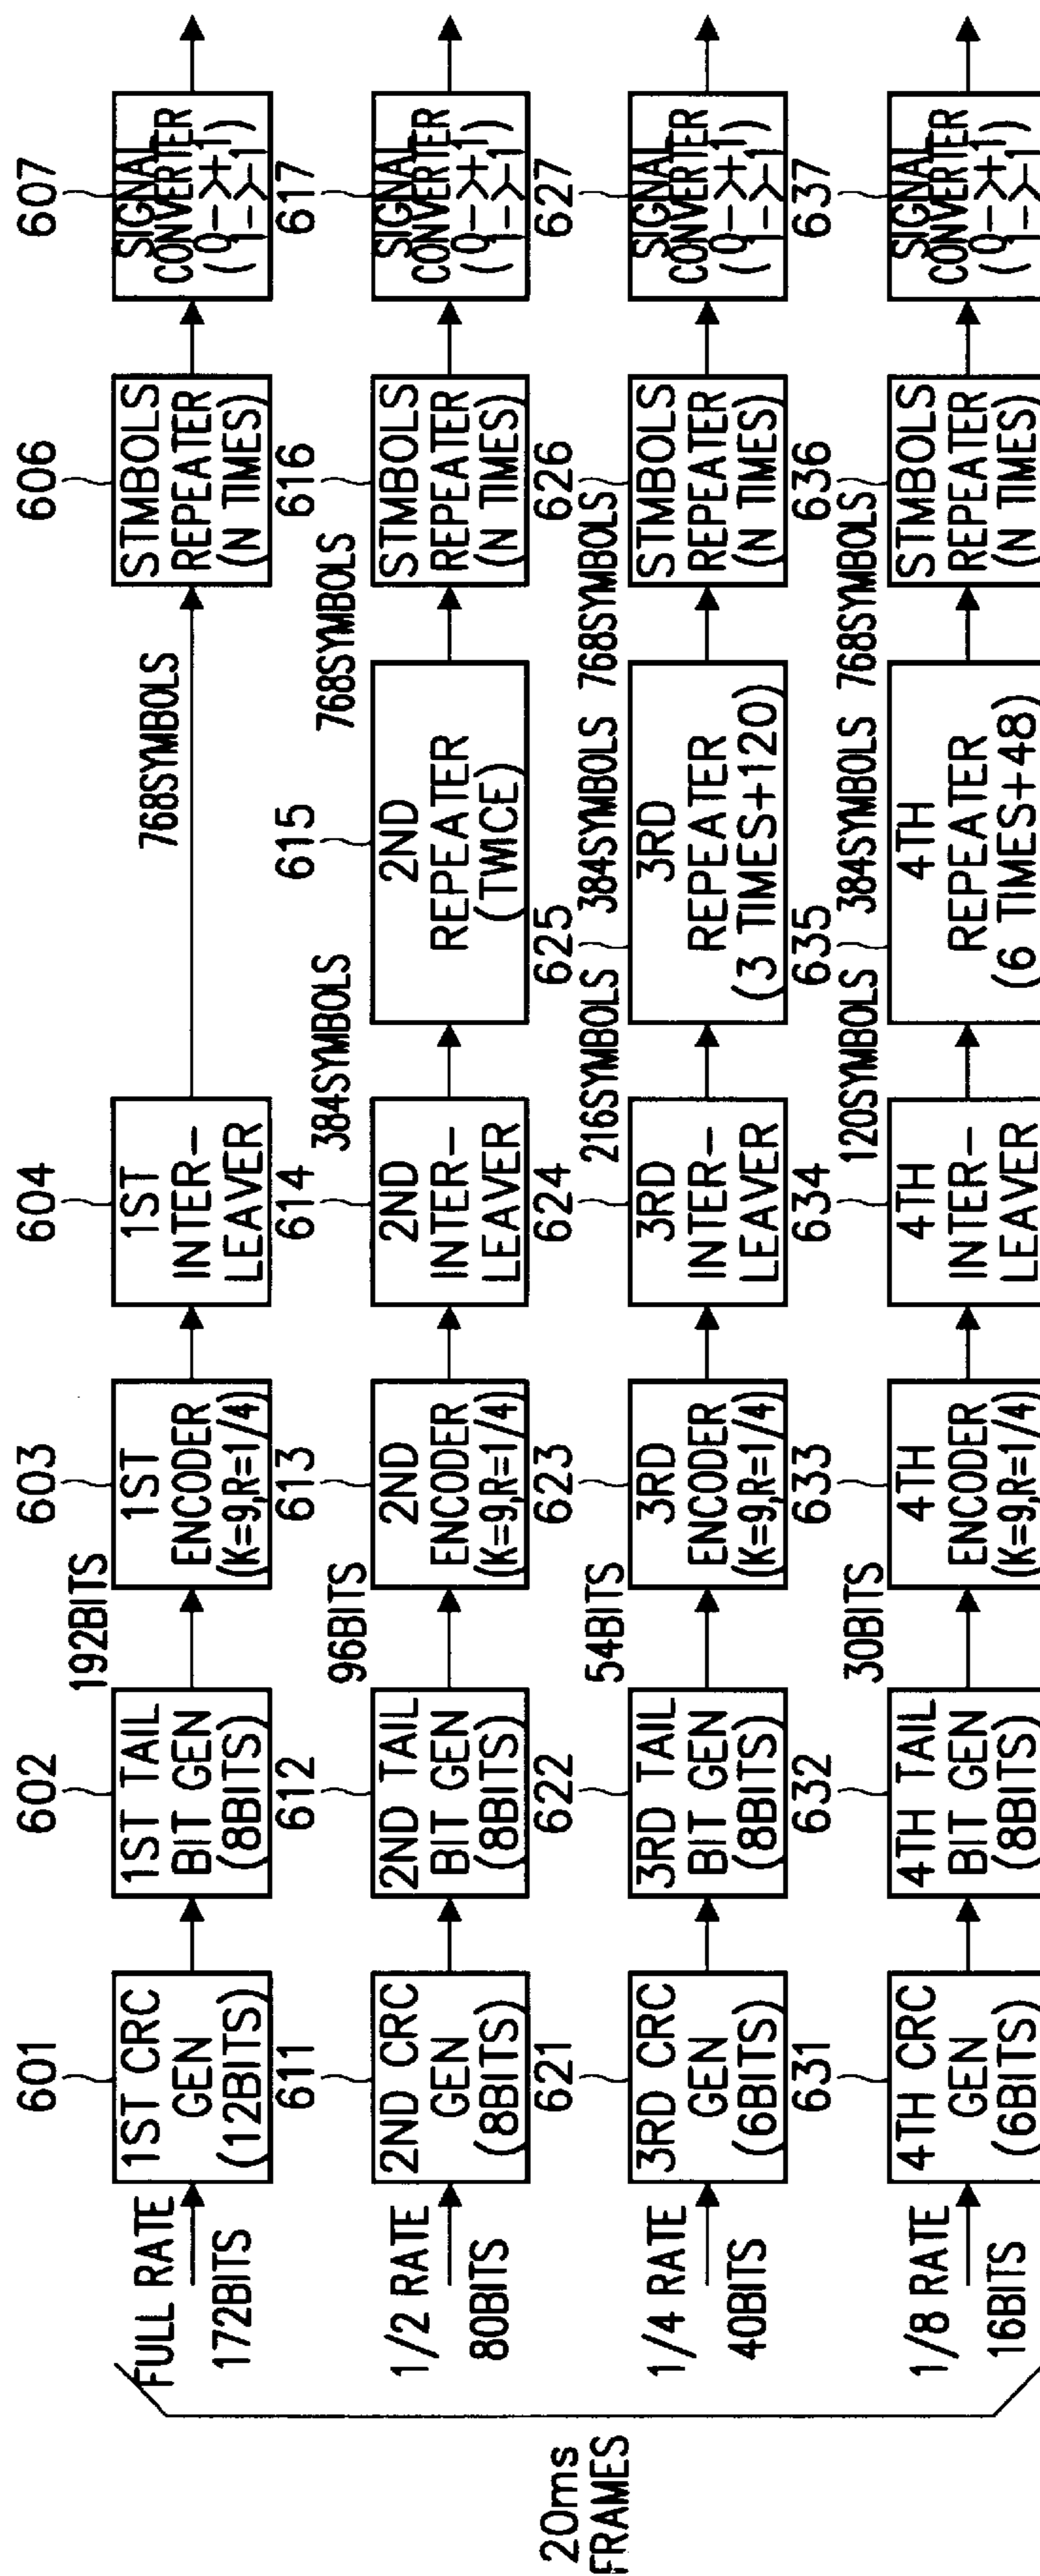 20ms
FRAMES
FULL RATE
172BITS
601
1ST CRC
GEN
(12BITS)
602
1ST TAIL
BIT GEN
(8BITS)
192BITS
603
1ST
ENCODER
(K=9,R=1/4)
604
1ST
INTER-
LEAVER
768SYMBOLS
606
STMBOLS
REPEATER
(N TIMES)
607
SIGNAL
CONVERTER
(0->+1)
(1->-1)
1/2 RATE
80BITS
611
2ND CRC
GEN
(8BITS)
612
2ND TAIL
BIT GEN
(8BITS)
96BITS
613
2ND
ENCODER
(K=9,R=1/4)
614
2ND
INTER-
LEAVER
384SYMBOLS
615
2ND
REPEATER
(TWICE)
768SYMBOLS
616
STMBOLS
REPEATER
(N TIMES)
617
SIGNAL
CONVERTER
(0->+1)
(1->-1)
1/4 RATE
40BITS
621
3RD CRC
GEN
(6BITS)
622
3RD TAIL
BIT GEN
(8BITS)
54BITS
623
3RD
ENCODER
(K=9,R=1/4)
624
3RD
INTER-
LEAVER
216SYMBOLS
625
3RD
REPEATER
(3 TIMES+120)
384SYMBOLS
768SYMBOLS
626
STMBOLS
REPEATER
(N TIMES)
627
SIGNAL
CONVERTER
(0->+1)
(1->-1)
1/8 RATE
16BITS
631
4TH CRC
GEN
(6BITS)
632
4TH TAIL
BIT GEN
(8BITS)
30BITS
633
4TH
ENCODER
(K=9,R=1/4)
634
4TH
INTER-
LEAVER
120SYMBOLS
635
4TH
REPEATER
(6 TIMES+48)
384SYMBOLS
768SYMBOLS
636
STMBOLS
REPEATER
(N TIMES)
637
SIGNAL
CONVERTER
(0->+1)
(1->-1)